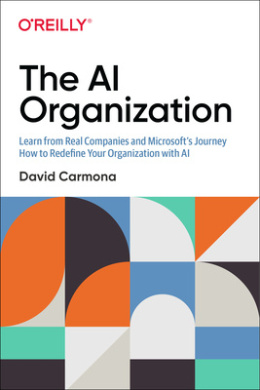 O'REILLY®
The AI
Organization
Learn from Real Companies and Microsoft's Journey
How to Redefine Your Organization with AI
David Carmona